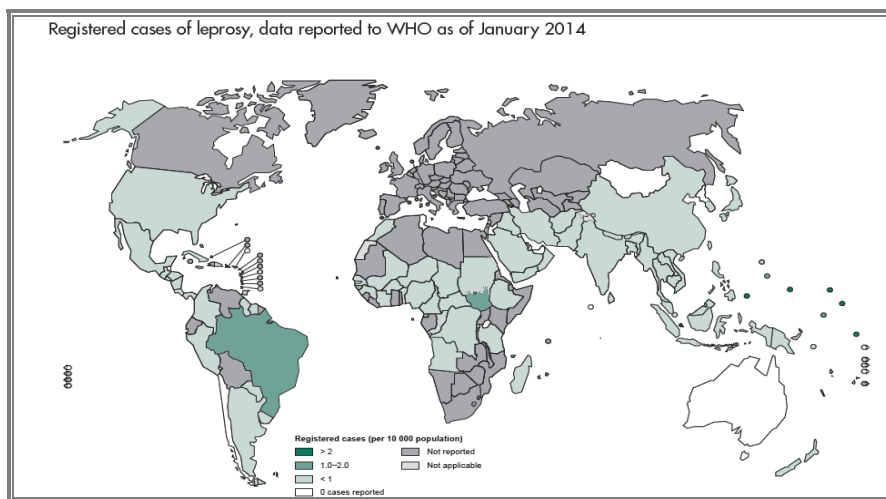 Registered cases of leprosy, data reported to WHO as of January 2014
Registered cases (per 10 000 population)
> 2
1.0–2.0
< 1
0 cases reported
Not reported
Not applicable